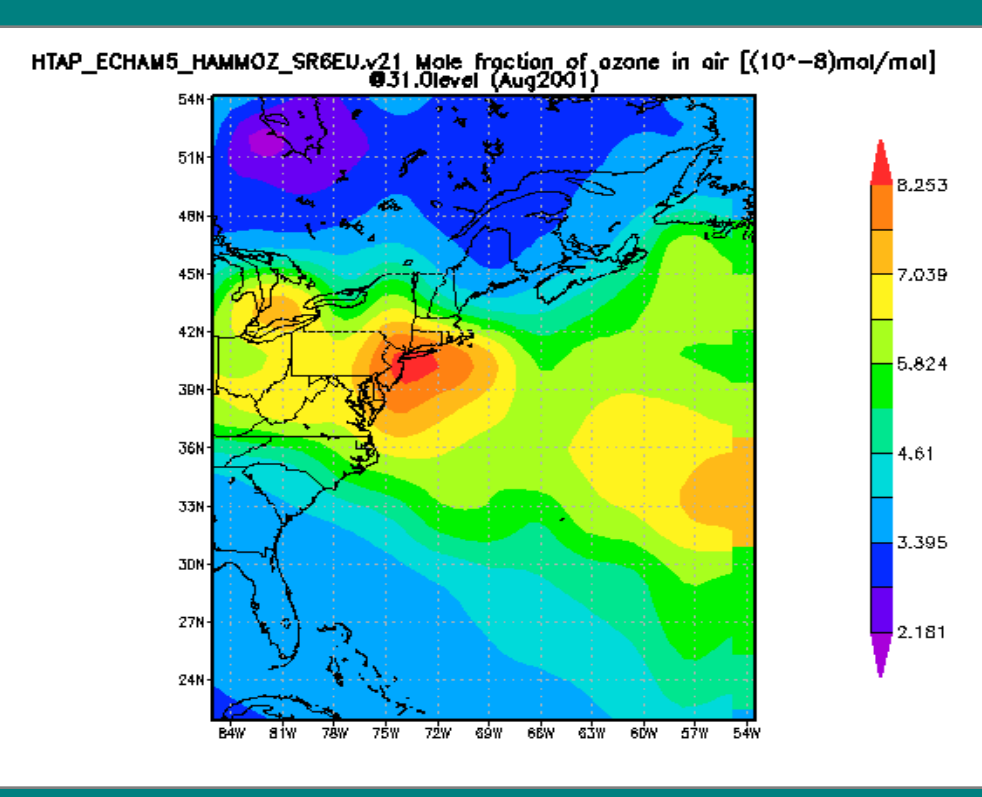 HTAP_ECHAM5_HAMMOZ_SR6EU.v21 Mole fraction of ozone in air [(10^-8)mol/mol]
@31.0level (Aug2001)
54N
51N
48N
45N
42N
39N
36N
33N
30N
27N
24N
84W 81W 78W 75W 72W 69W 66W 63W 60W 57W 54W
8.253
7.039
5.824
4.61
3.395
2.181